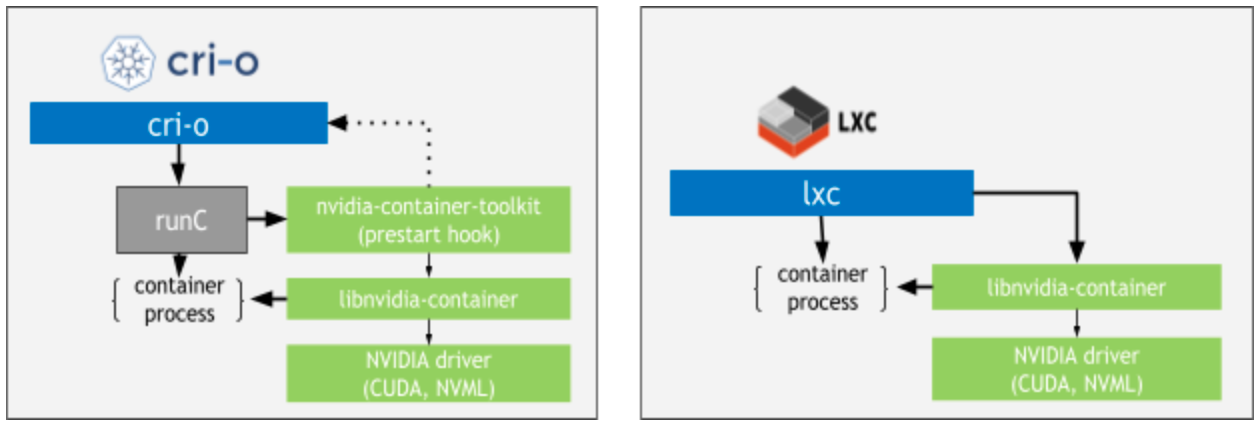 cri-o
cri-o
runC
nvidia-container-toolkit
(prestart hook)
container
process
libnvidia-container
NVIDIA driver
(CUDA, NVML)
LXC
lxc
container
process
libnvidia-container
NVIDIA driver
(CUDA, NVML)